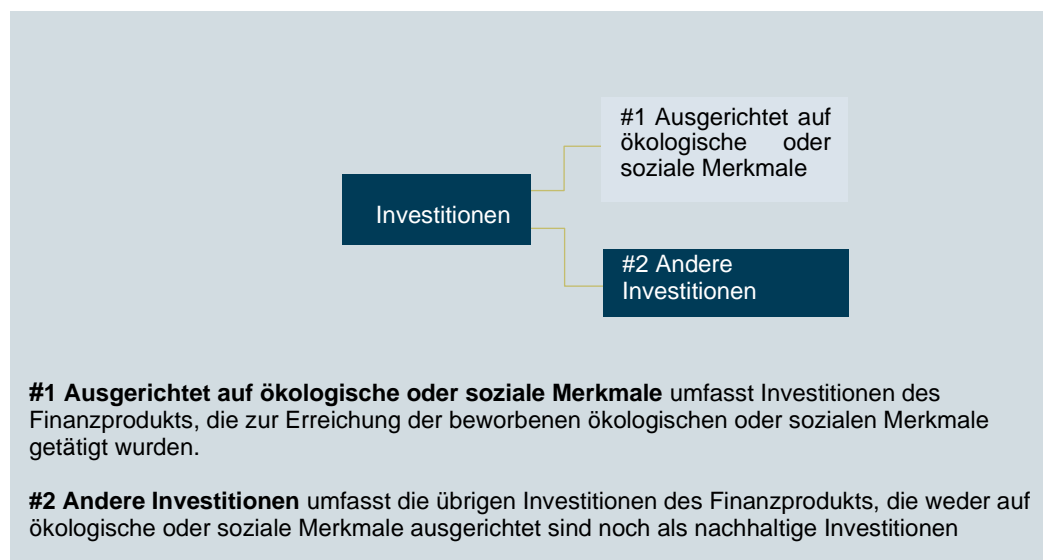 #1 Ausgerichtet auf
ökologische oder
soziale Merkmale
Investitionen
#2 Andere
Investitionen
#1 Ausgerichtet auf ökologische oder soziale Merkmale umfasst Investitionen des
Finanzprodukts, die zur Erreichung der beworbenen ökologischen oder sozialen Merkmale
getätigt wurden.
#2 Andere Investitionen umfasst die übrigen Investitionen des Finanzprodukts, die weder auf
ökologische oder soziale Merkmale ausgerichtet sind noch als nachhaltige Investitionen